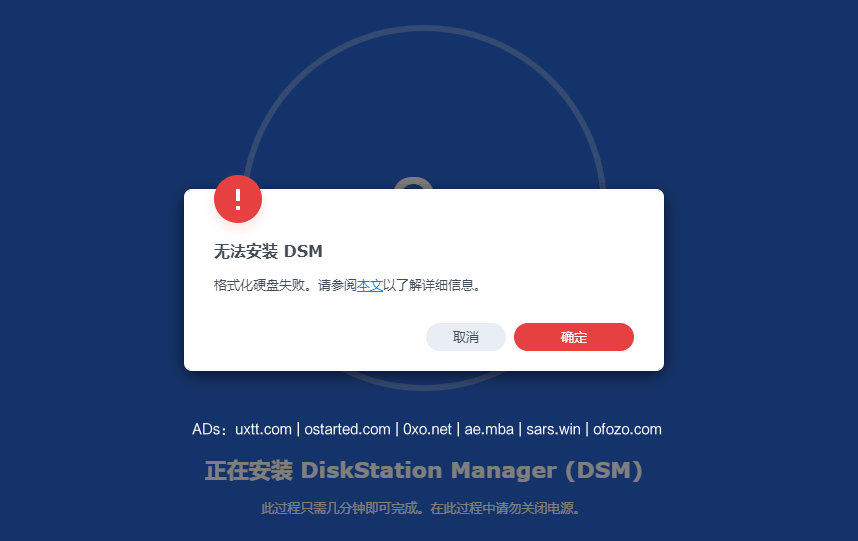 无法安装 DSM
格式化硬盘失败。请参阅本文以了解详细信息。
取消
确定
ADs：uxtt.com | ostarted.com | 0xo.net | ae.mba | sars.win | ofozo.com
正在安装 DiskStation Manager (DSM)
此过程只需几分钟即可完成。在此过程中请勿关闭电源。